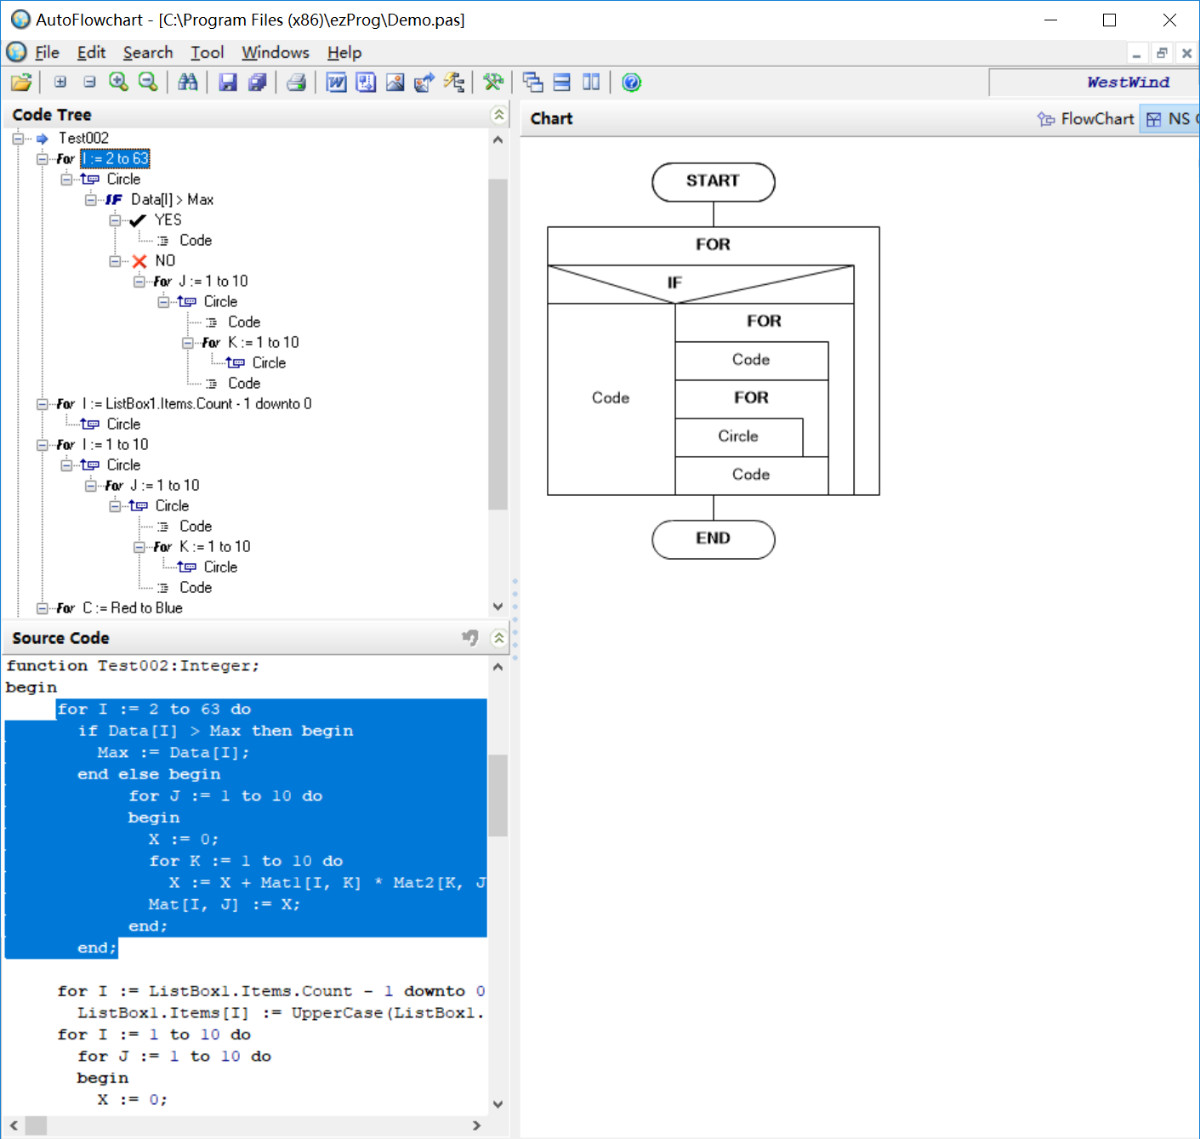 AutoFlowchart - [C:\Program Files (x86)\ezProg\Demo.pas]
File Edit Search Tool Windows Help
WestWind
Code Tree
Test002
For I := 2 to 63
Circle
IF Data[I] > Max
YES
Code
NO
For J := 1 to 10
Circle
Code
For K := 1 to 10
Circle
Code
For I := ListBox1.Items.Count - 1 downto 0
Circle
For I := 1 to 10
Circle
For J := 1 to 10
Circle
Code
For K := 1 to 10
Circle
Code
For C := Red to Blue
Source Code
function Test002:Integer;
begin
for I := 2 to 63 do
if Data[I] > Max then begin
Max := Data[I];
end else begin
for J := 1 to 10 do
begin
X := 0;
for K := 1 to 10 do
X := X + Mat1[I, K] * Mat2[K, J
Mat[I, J] := X;
end;
end;
for I := ListBox1.Items.Count - 1 downto 0
ListBox1.Items[I] := UpperCase(ListBox1.
for I := 1 to 10 do
for J := 1 to 10 do
begin
X := 0;
Chart
FlowChart NS
START
FOR
IF
FOR
Code
Code
FOR
Circle
Code
END